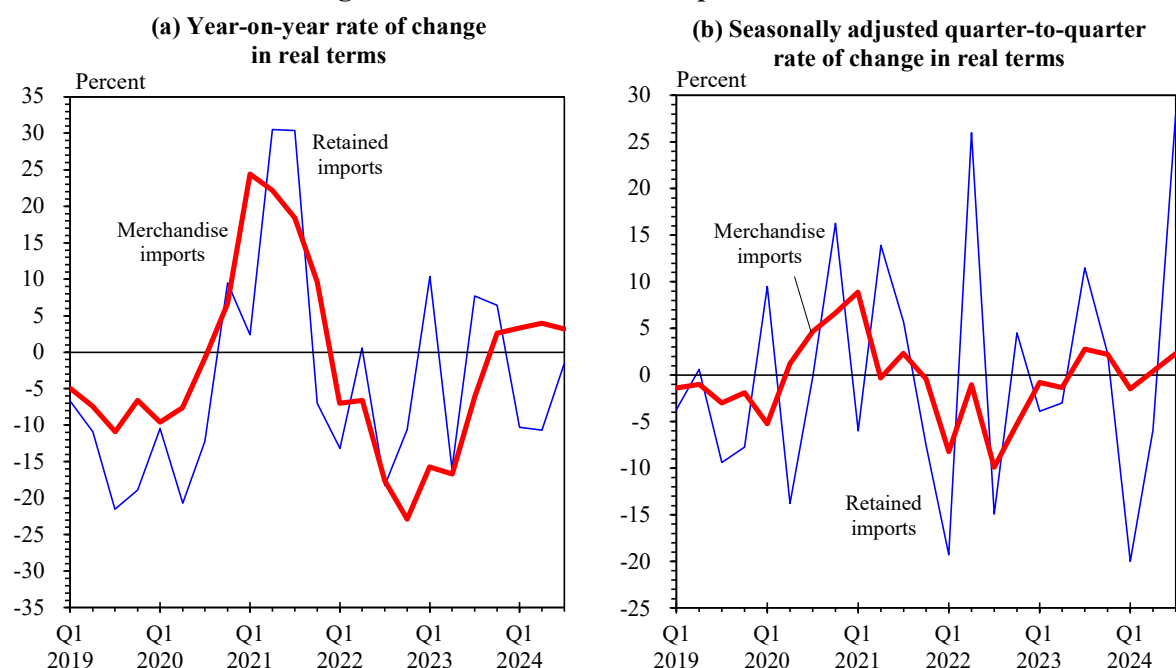 (a) Year-on-year rate of change
in real terms
Percent
35
30
25
20
15
10
5
0
-5
-10
-15
-20
-25
-30
-35
Retained
imports
Merchandise
imports
Q1
2019
Q1
2020
Q1
2021
Q1
2022
Q1
2023
Q1
2024
(b) Seasonally adjusted quarter-to-quarter
rate of change in real terms
Percent
30
25
20
15
10
5
0
-5
-10
-15
-20
-25
Merchandise
imports
Retained
imports
Q1
2019
Q1
2020
Q1
2021
Q1
2022
Q1
2023
Q1
2024